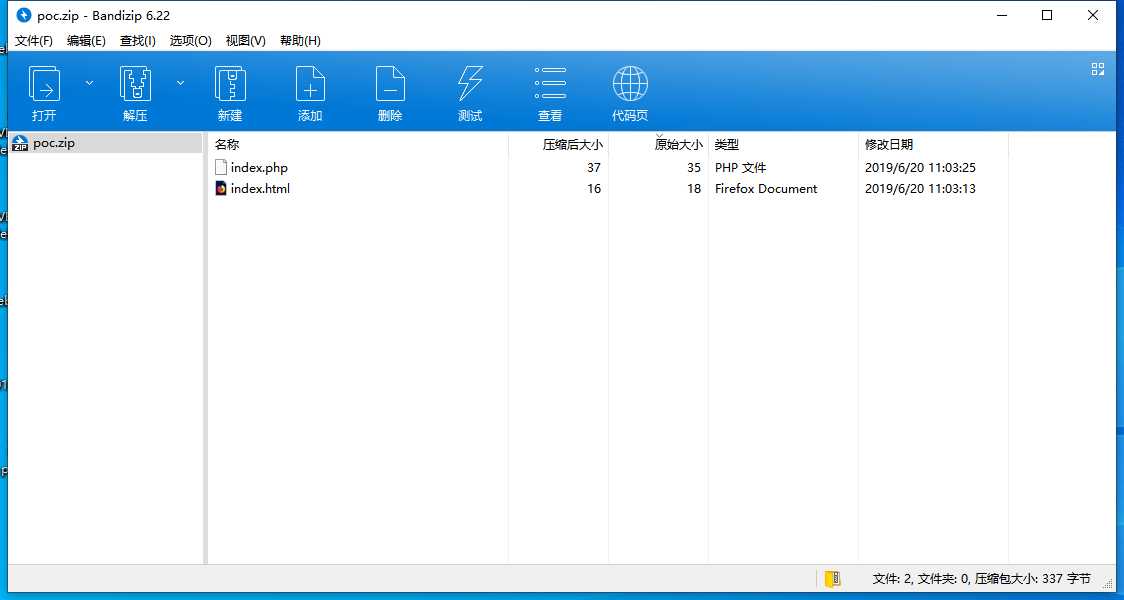 poc.zip - Bandizip 6.22
文件(F) 编辑(E) 查找(I) 选项(O) 视图(V) 帮助(H)
打开 解压 新建 添加 删除 测试 查看 代码页
poc.zip
名称 压缩后大小 原始大小 类型 修改日期
index.php 37 35 PHP 文件 2019/6/20 11:03:25
index.html 16 18 Firefox Document 2019/6/20 11:03:13
文件: 2, 文件夹: 0, 压缩包大小: 337 字节